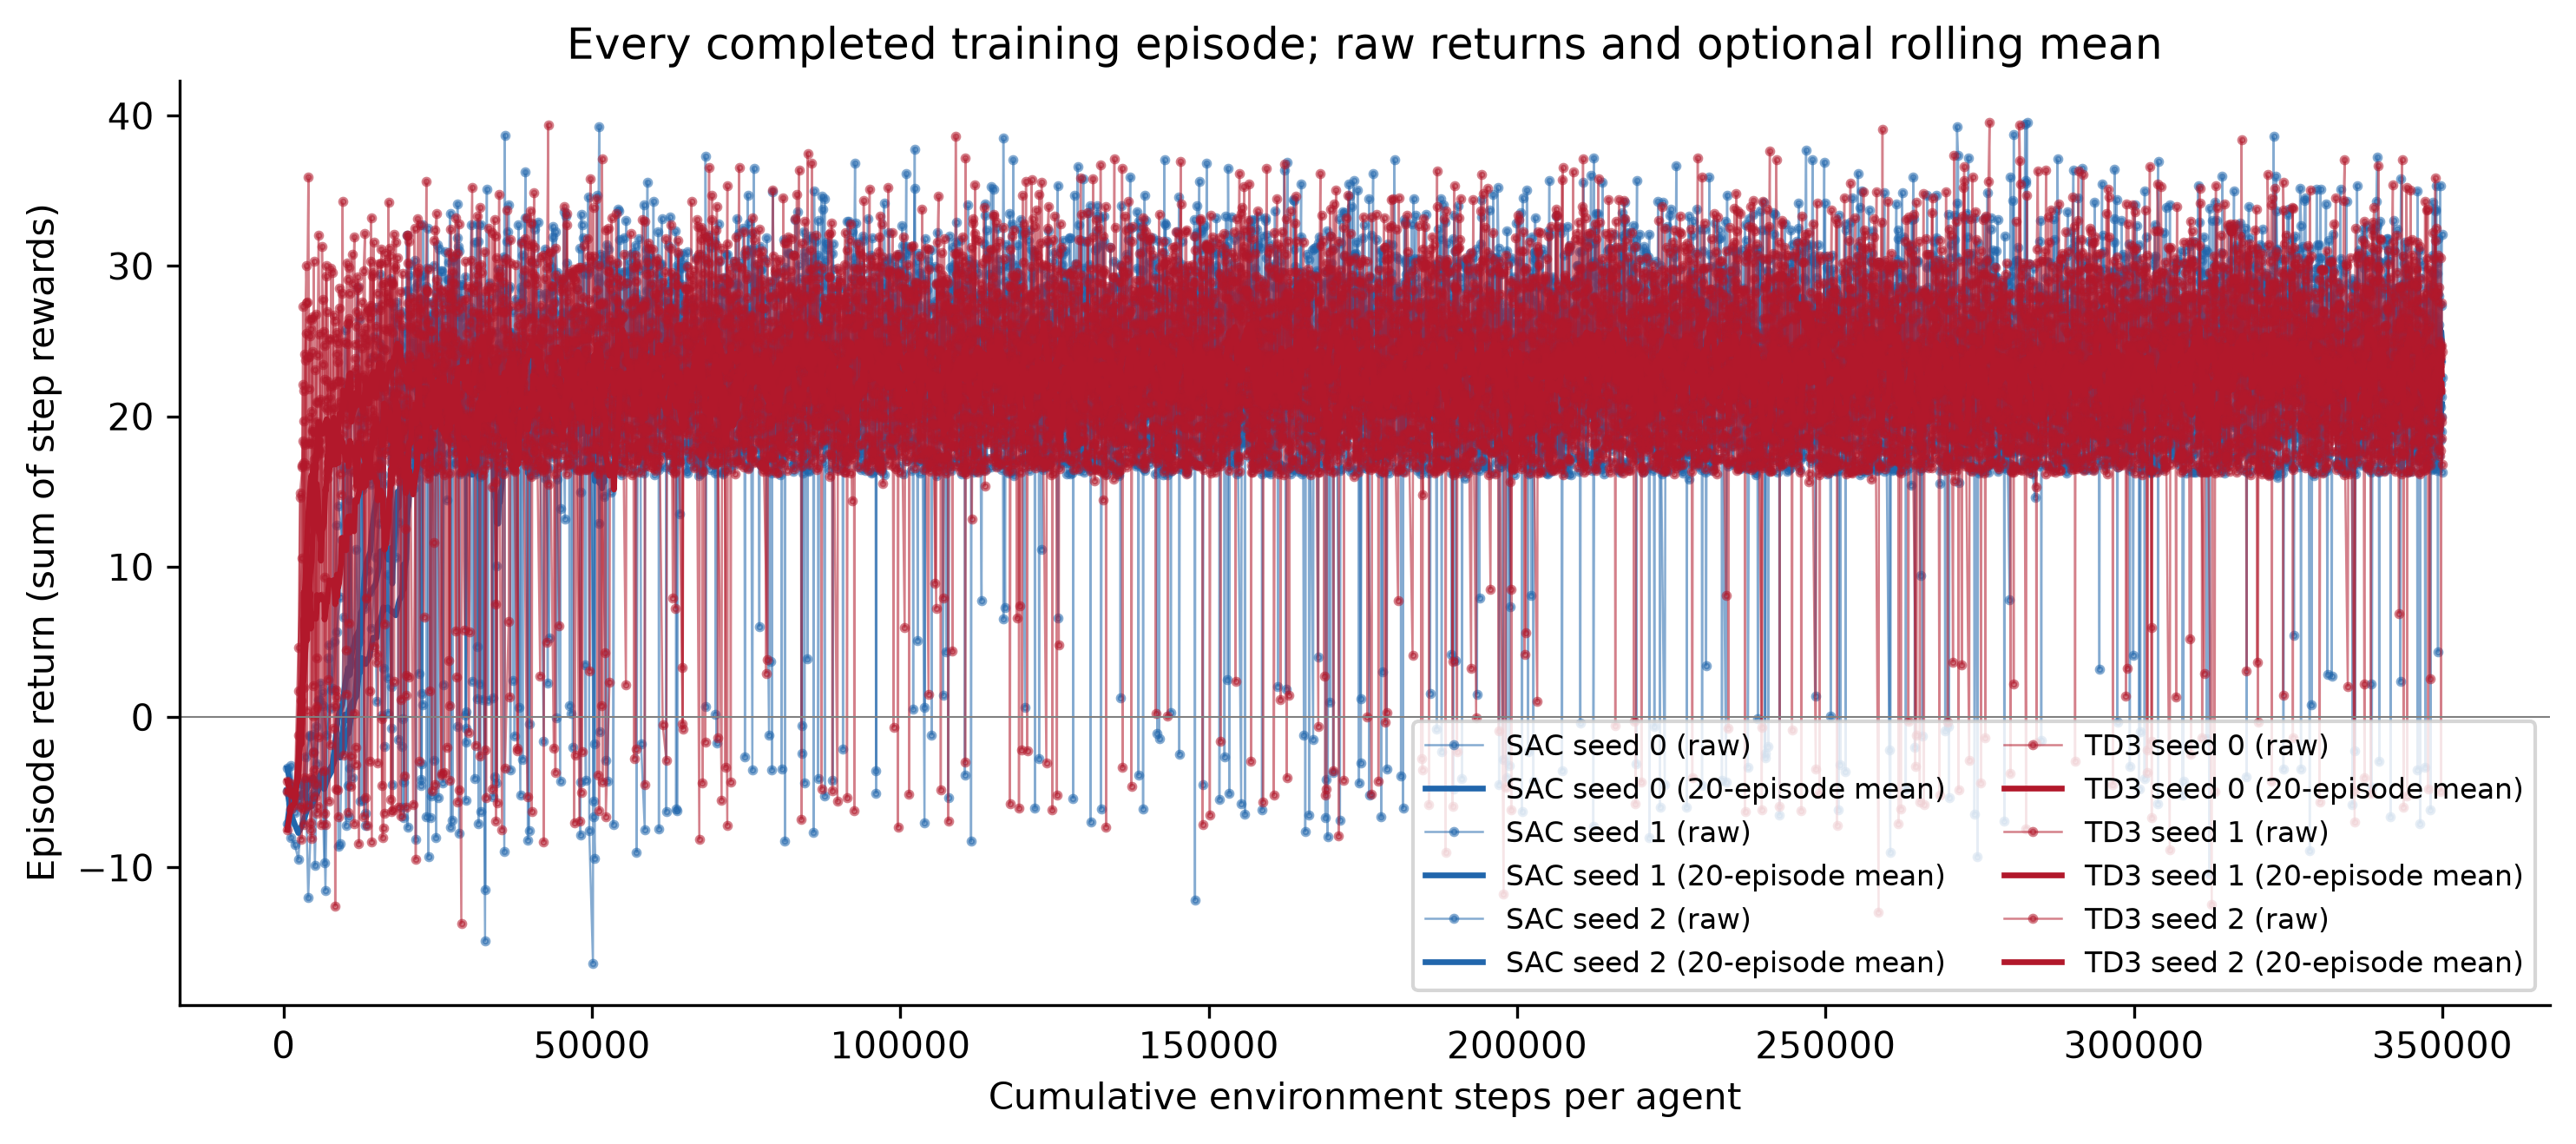 Every completed training episode; raw returns and optional rolling mean
Episode return (sum of step rewards)
40
30
20
10
0
−10
SAC seed 0 (raw)
SAC seed 0 (20-episode mean)
SAC seed 1 (raw)
SAC seed 1 (20-episode mean)
SAC seed 2 (raw)
SAC seed 2 (20-episode mean)
TD3 seed 0 (raw)
TD3 seed 0 (20-episode mean)
TD3 seed 1 (raw)
TD3 seed 1 (20-episode mean)
TD3 seed 2 (raw)
TD3 seed 2 (20-episode mean)
0 50000 100000 150000 200000 250000 300000 350000
Cumulative environment steps per agent